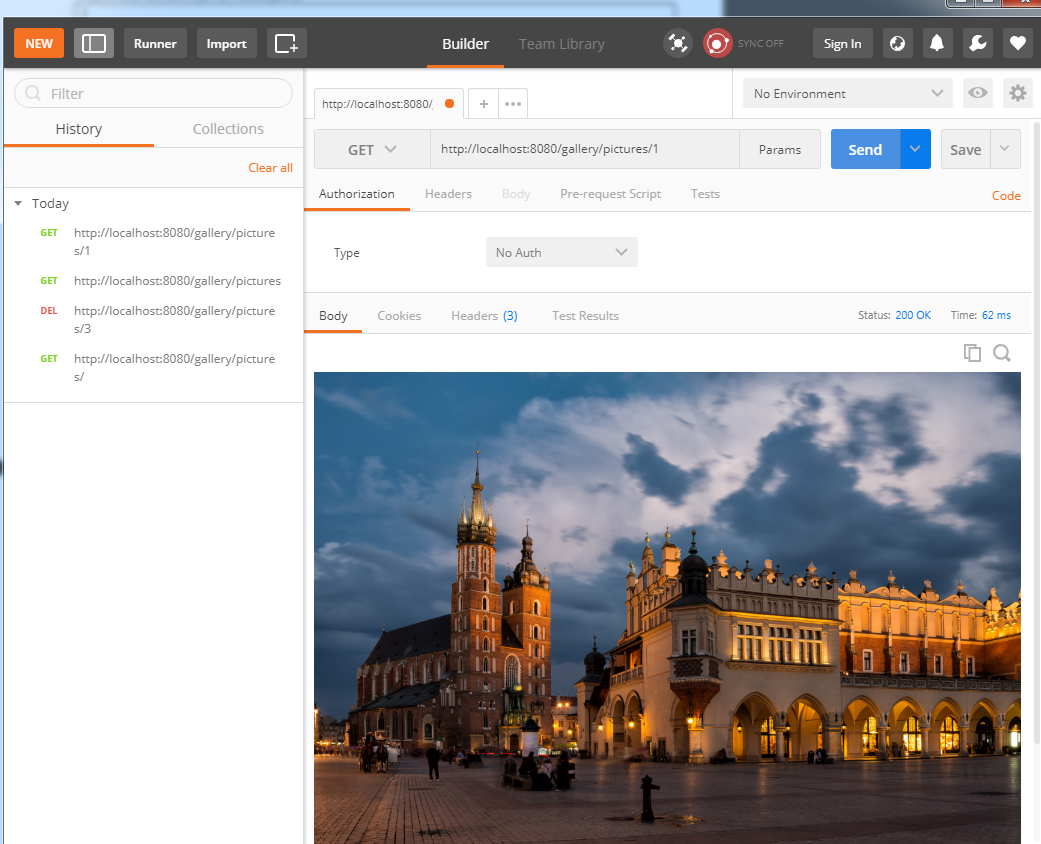 NEW
Runner
Import
Builder
Team Library
SYNC OFF
Sign In
Filter
History
Collections
Clear all
Today
GET http://localhost:8080/gallery/picture
s/1
GET http://localhost:8080/gallery/pictures
DEL http://localhost:8080/gallery/picture
s/3
GET http://localhost:8080/gallery/picture
s/
http://localhost:8080/
No Environment
GET
http://localhost:8080/gallery/pictures/1
Params
Send
Save
Authorization
Headers
Body
Pre-request Script
Tests
Code
Type
No Auth
Body
Cookies
Headers (3)
Test Results
Status: 200 OK
Time: 62 ms